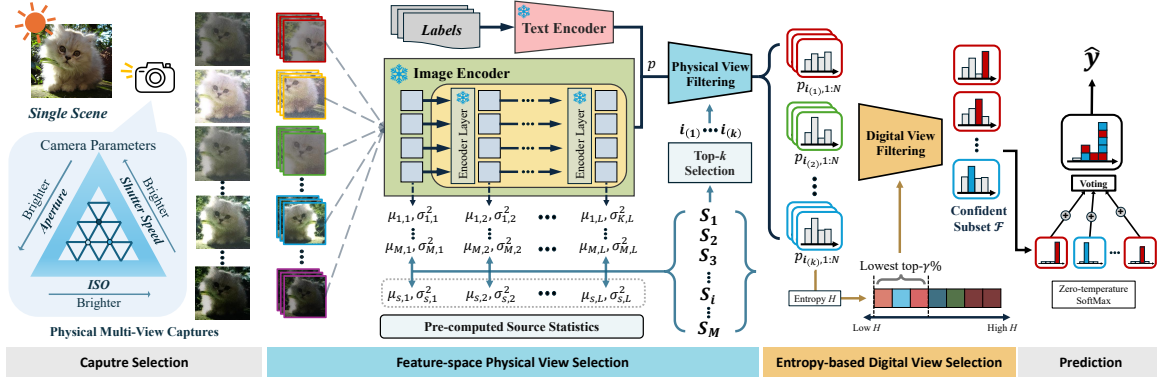 Single Scene
Camera Parameters
Brighter
Aperture
Brighter
Shutter Speed
ISO
Brighter
Physical Multi-View Captures
Labels
Text Encoder
Image Encoder
Encoder Layer
Encoder Layer
μ1,1, σ²1,1 μ1,2, σ²1,2 ••• μ1,L, σ²K,L
μM,1, σ²M,1 μM,2, σ²M,2 ••• μM,L, σ²M,L
μs,1, σ²s,1 μs,2, σ²s,2 ••• μs,L, σ²s,L
Pre-computed Source Statistics
p
Physical View
Filtering
i(1) ···· i(k)
Top-k
Selection
S1
S2
S3
Si
SM
pi(1),1:N
pi(2),1:N
pi(k),1:N
Entropy H
Digital View
Filtering
Lowest top-γ%
Low H
High H
Confident
Subset F
ŷ
Voting
Zero-temperature
SoftMax
Caputre Selection
Feature-space Physical View Selection
Entropy-based Digital View Selection
Prediction